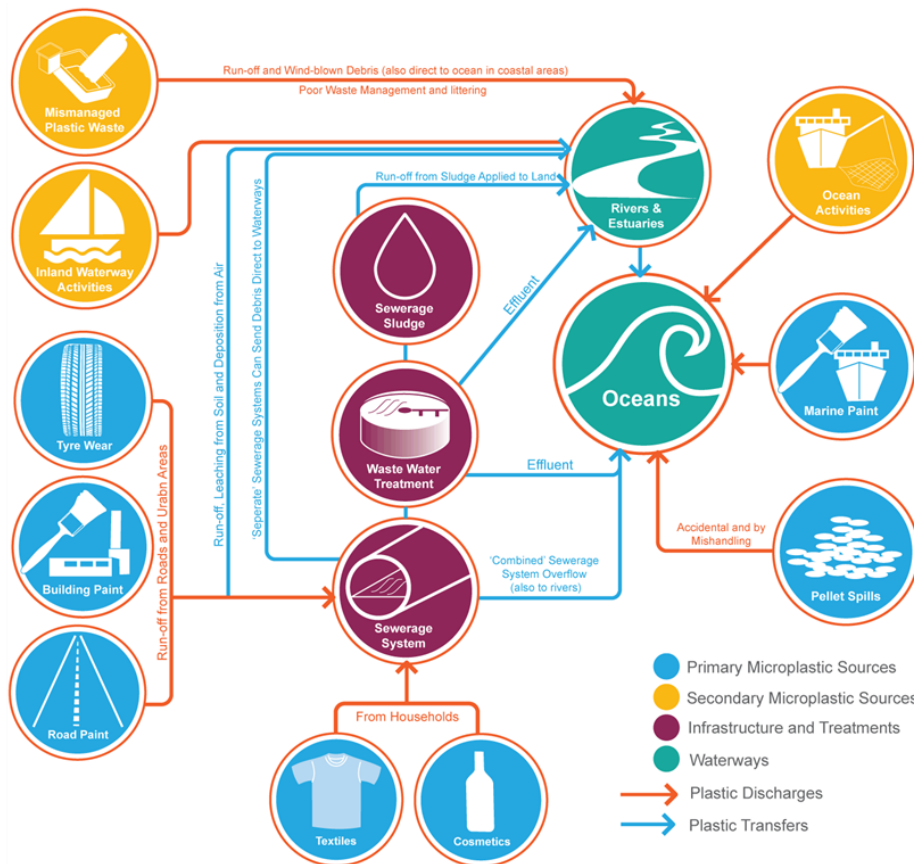 Mismanaged
Plastic Waste
Run-off and Wind-blown Debris (also direct to ocean in coastal areas)
Poor Waste Management and littering
Inland Waterway
Activities
Rivers &
Estuaries
Ocean
Activities
Run-off from Sludge Applied to Land
Sewerage
Sludge
Effluent
Run-off, Leaching from Soil and Deposition from Air
'Seperate' Sewerage Systems Can Send Debris Direct to Waterways
Oceans
Marine Paint
Tyre Wear
Waste Water
Treatment
Effluent
Run-off from Roads and Urabn Areas
Building Paint
Accidental and by
Mishandling
Pellet Spills
'Combined' Sewerage
System Overflow
(also to rivers)
Sewerage
System
Road Paint
From Households
Textiles
Cosmetics
Primary Microplastic Sources
Secondary Microplastic Sources
Infrastructure and Treatments
Waterways
Plastic Discharges
Plastic Transfers